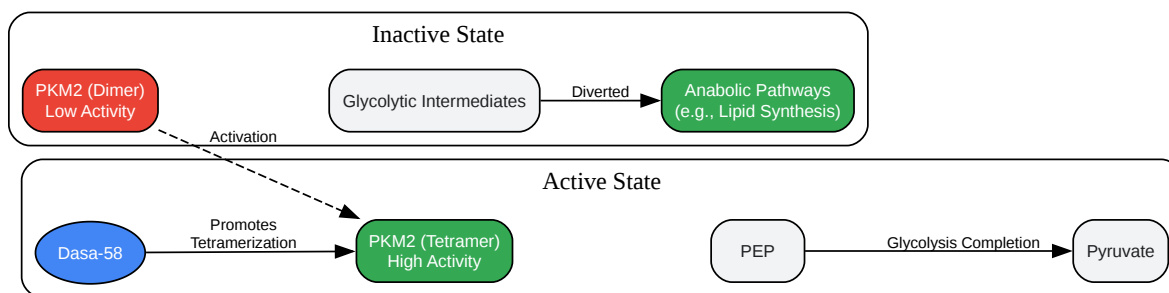 Inactive State
PKM2 (Dimer)
Low Activity
Glycolytic Intermediates
Diverted
Anabolic Pathways
(e.g., Lipid Synthesis)
Activation
Active State
Dasa-58
Promotes
Tetramerization
PKM2 (Tetramer)
High Activity
PEP
Glycolysis Completion
Pyruvate